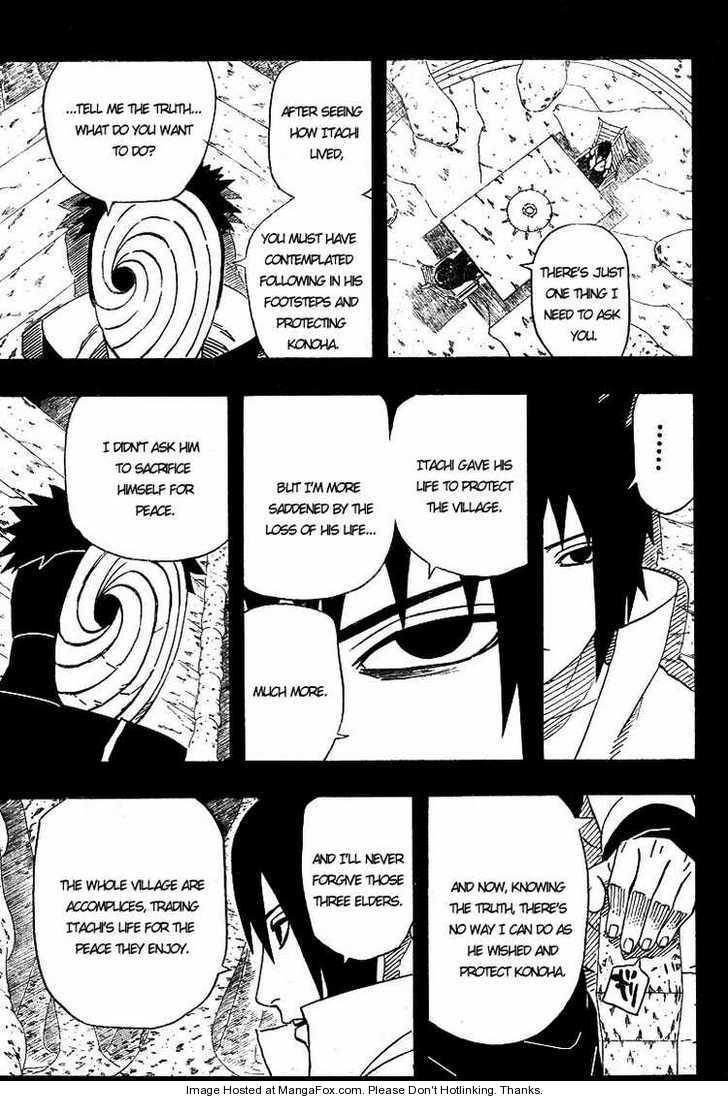 THERE'S JUST
ONE THING I
NEED TO ASK
YOU.
AFTER SEEING
HOW ITACHI
LIVED,
YOU MUST HAVE
CONTEMPLATED
FOLLOWING IN HIS
FOOTSTEPS AND
PROTECTING
KONOHA.
...TELL ME THE TRUTH...
WHAT DO YOU WANT
TO DO?
......
ITACHI GAVE HIS
LIFE TO PROTECT
THE VILLAGE.
BUT I'M MORE
SADDENED BY THE
LOSS OF HIS LIFE...
MUCH MORE.
I DIDN'T ASK HIM
TO SACRIFICE
HIMSELF FOR
PEACE.
AND NOW, KNOWING
THE TRUTH, THERE'S
NO WAY I CAN DO AS
HE WISHED AND
PROTECT KONOHA.
AND I'LL NEVER
FORGIVE THOSE
THREE ELDERS.
THE WHOLE VILLAGE ARE
ACCOMPLICES, TRADING
ITACHI'S LIFE FOR THE
PEACE THEY ENJOY.
Image Hosted at MangaFox.com. Please Don't Hotlinking. Thanks.